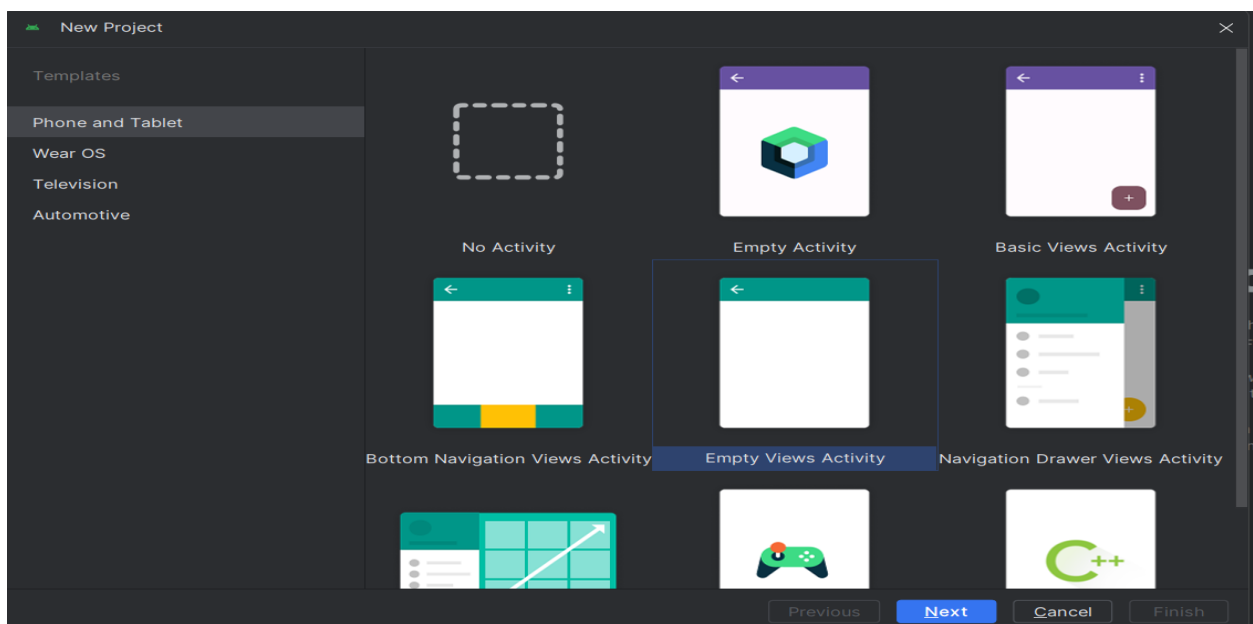 New Project
Templates
Phone and Tablet
Wear OS
Television
Automotive
No Activity
Empty Activity
Basic Views Activity
Bottom Navigation Views Activity
Empty Views Activity
Navigation Drawer Views Activity
C++
Previous
Next
Cancel
Finish